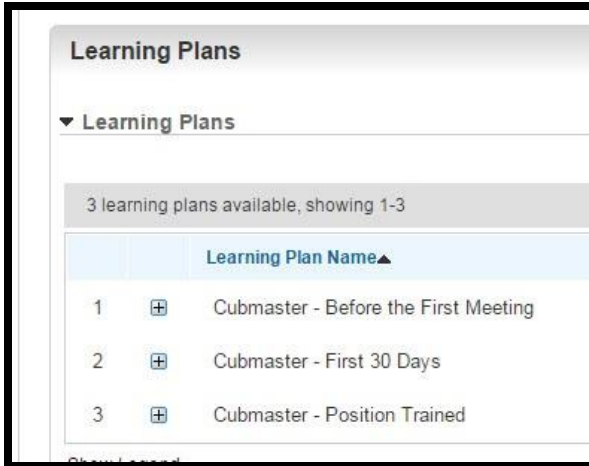 Learning Plans
Learning Plans
3 learning plans available, showing 1-3
Learning Plan Name
1 Cubmaster - Before the First Meeting
2 Cubmaster - First 30 Days
3 Cubmaster - Position Trained